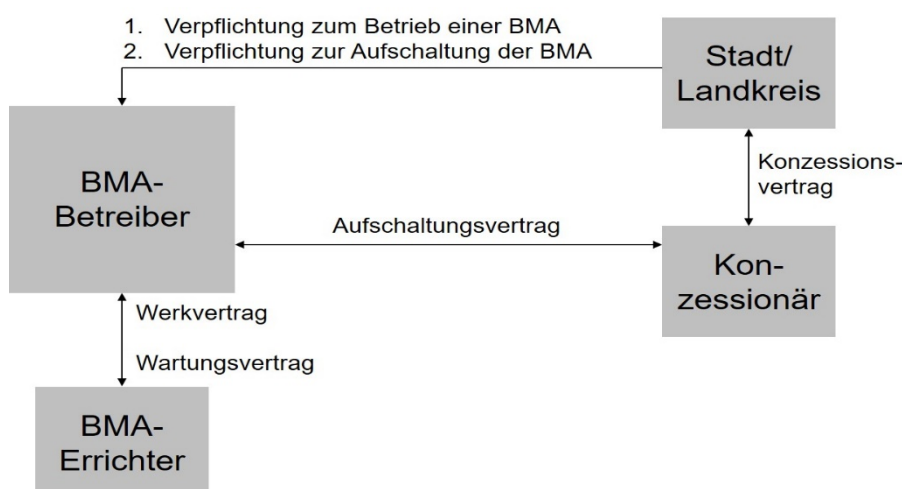 1. Verpflichtung zum Betrieb einer BMA
2. Verpflichtung zur Aufschaltung der BMA
Stadt/
Landkreis
BMA-
Betreiber
Konzessions-
vertrag
Aufschaltungsvertrag
Kon-
zessionär
Werkvertrag
Wartungsvertrag
BMA-
Errichter